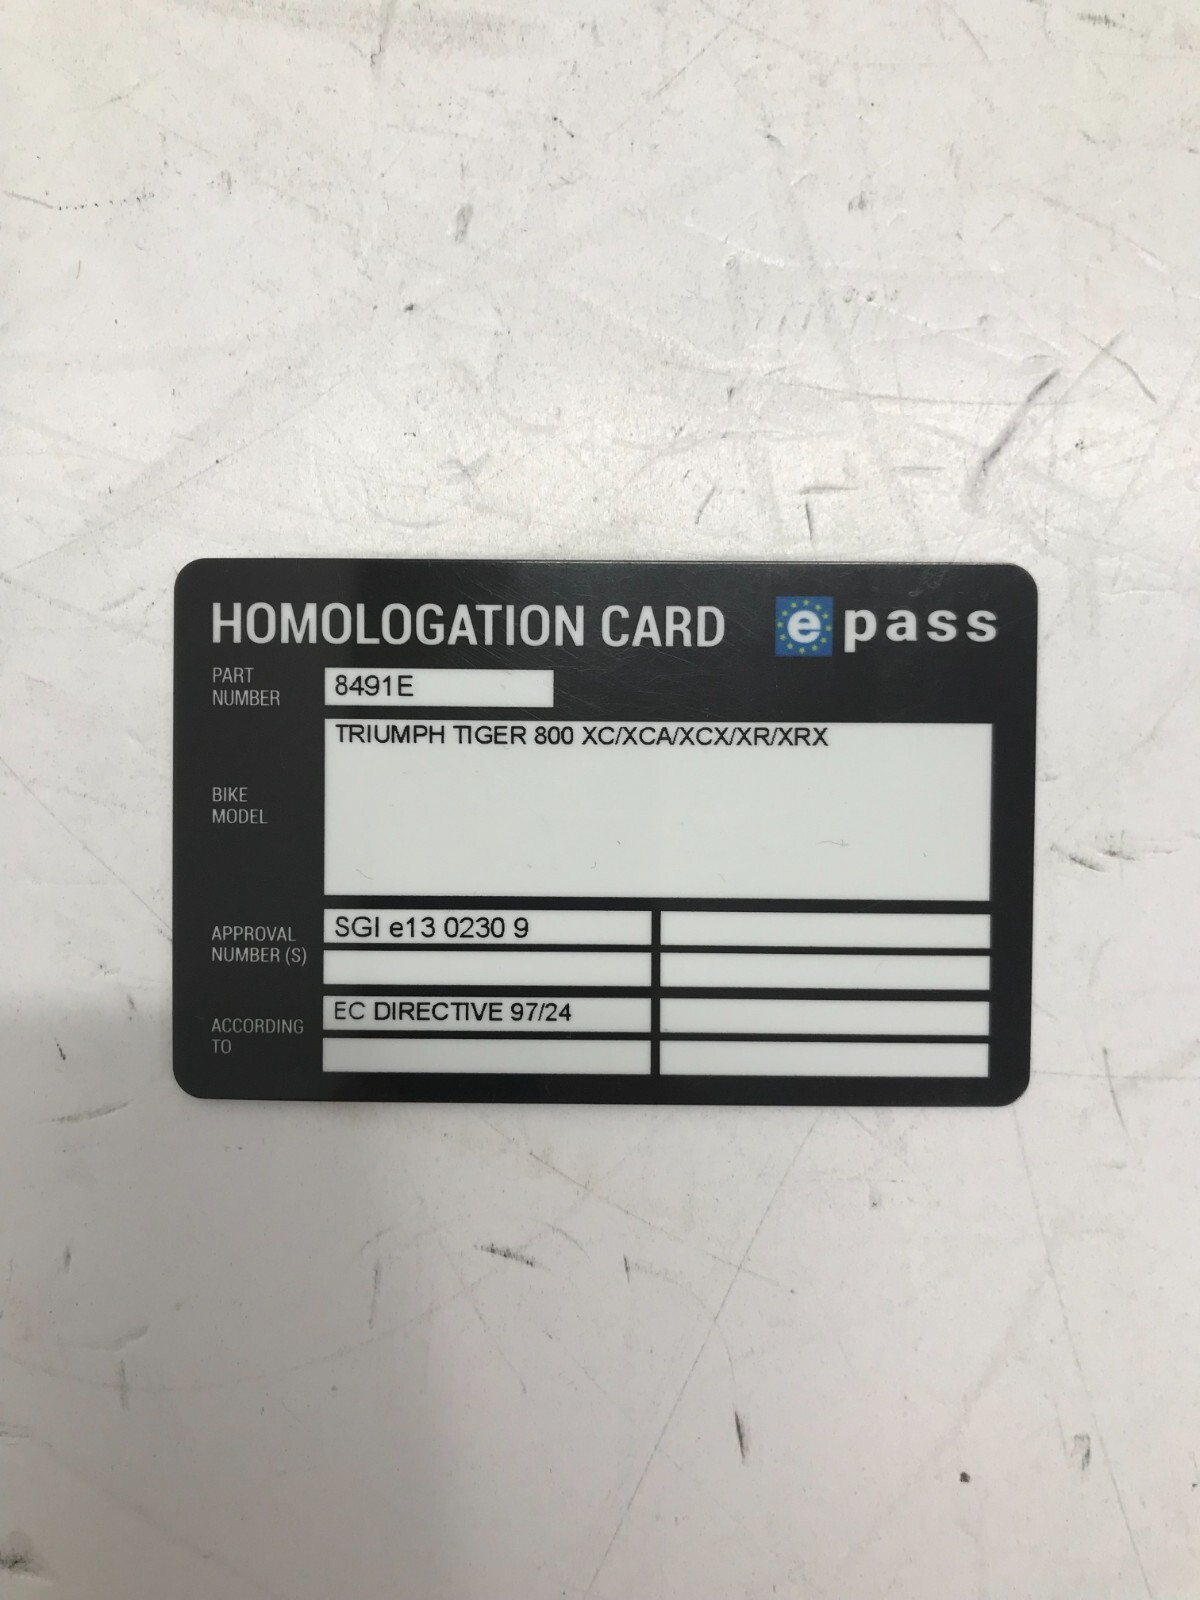 HOMOLOGATION CARD
e pass
PART
NUMBER
8491E
BIKE
MODEL
TRIUMPH TIGER 800 XC/XCA/XCX/XR/XRX
APPROVAL
NUMBER (S)
SGI e13 0230 9
ACCORDING
TO
EC DIRECTIVE 97/24